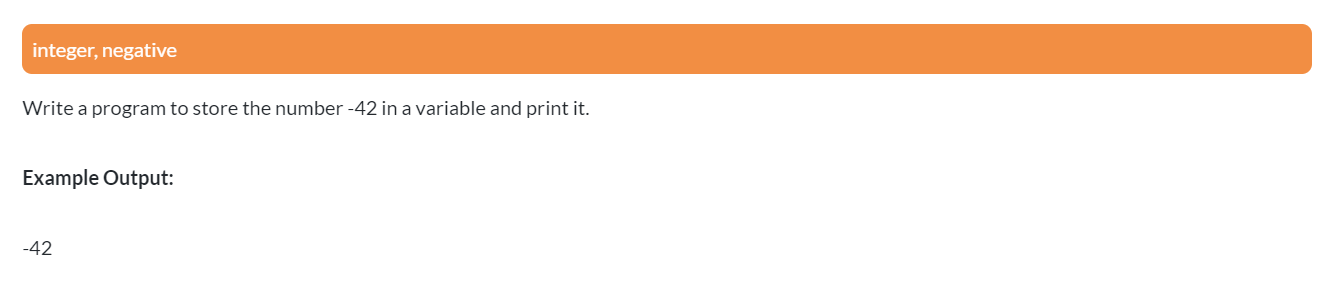 integer, negative
Write a program to store the number -42 in a variable and print it.
Example Output:
-42